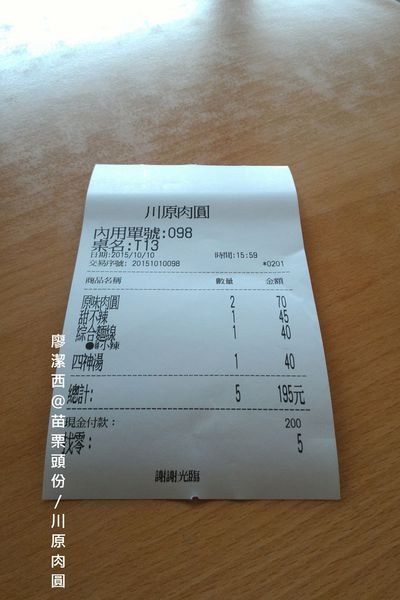 川原肉圓
內用單號:098
桌名:T13
日期:2015/10/10 時間:15:59
交易序號: 20151010098 *0201
商品名稱 數量 金額
原味肉圓 2 70
甜不辣 1 45
綜合麵線 1 40
小辣
四神湯 1 40
總計: 5 195元
現金付款: 200
找零: 5
謝謝光臨
廖潔西@苗栗頭份/川原肉圓